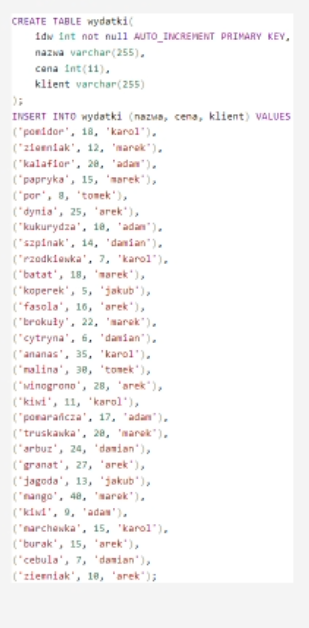 CREATE TABLE wydatki(
idw int not null AUTO_INCREMENT PRIMARY KEY,
nazwa varchar(255),
cena int(11),
klient varchar(255)
);
INSERT INTO wydatki (nazwa, cena, klient) VALUES
('pomidor', 18, 'karol'),
('ziemniak', 12, 'marek'),
('kalafior', 20, 'adam'),
('papryka', 15, 'marek'),
('por', 8, 'tomek'),
('dynia', 25, 'arek'),
('kukurydza', 10, 'adam'),
('szpinak', 14, 'damian'),
('rzodkiewka', 7, 'karol'),
('batat', 18, 'marek'),
('koperek', 5, 'jakub'),
('fasola', 16, 'arek'),
('brokuły', 22, 'marek'),
('cytryna', 6, 'damian'),
('ananas', 35, 'karol'),
('malina', 30, 'tomek'),
('winogrono', 28, 'arek'),
('kiwi', 11, 'karol'),
('pomarańcza', 17, 'adam'),
('truskawka', 20, 'marek'),
('arbuz', 24, 'damian'),
('granat', 27, 'arek'),
('jagoda', 13, 'jakub'),
('mango', 40, 'marek'),
('kiwi', 9, 'adam'),
('marchewka', 15, 'karol'),
('burak', 15, 'arek'),
('cebula', 7, 'damian'),
('ziemniak', 10, 'arek');